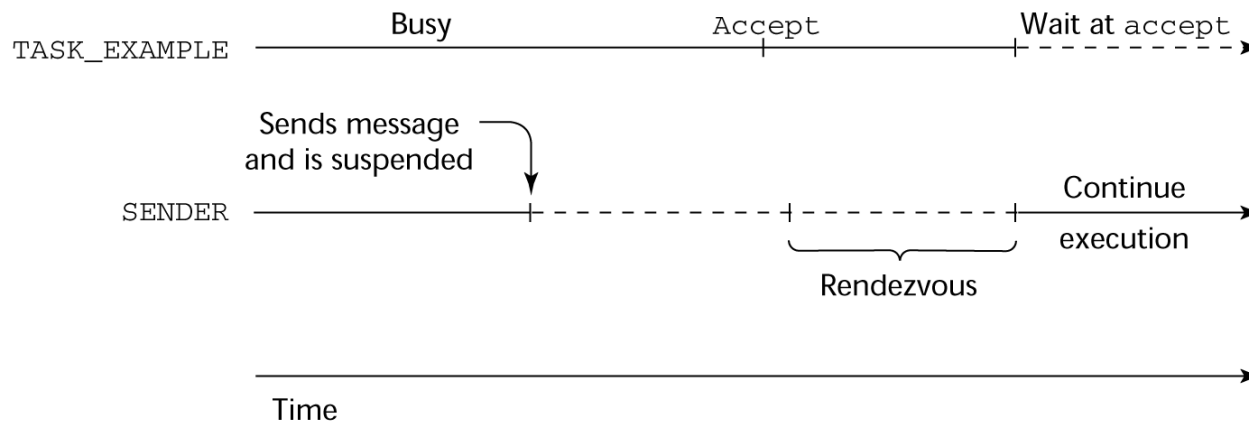 Busy
Accept
Wait at accept
TASK_EXAMPLE
Sends message
and is suspended
SENDER
Continue
execution
Rendezvous
Time